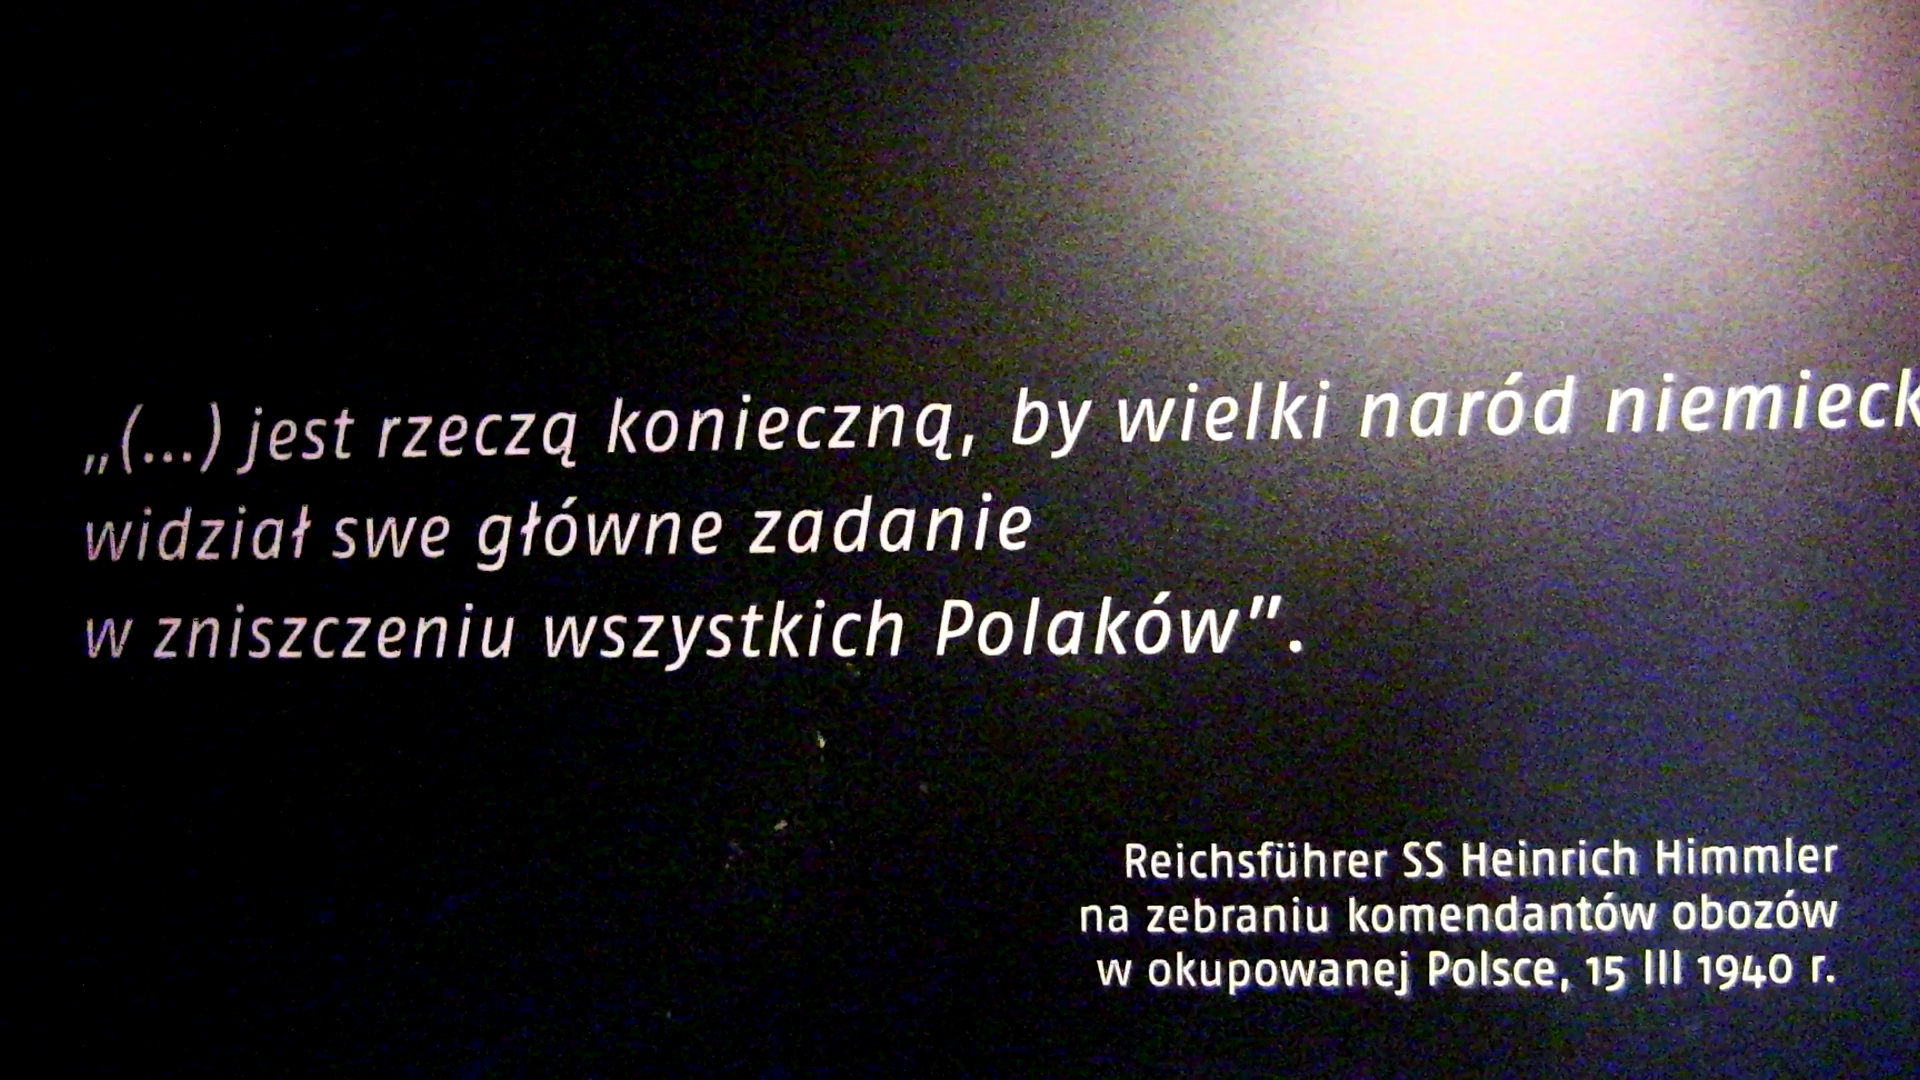 „(...) jest rzeczą konieczną, by wielki naród niemieck
widział swe główne zadanie
w zniszczeniu wszystkich Polaków”.
Reichsführer SS Heinrich Himmler
na zebraniu komendantów obozów
w okupowanej Polsce, 15 III 1940 r.